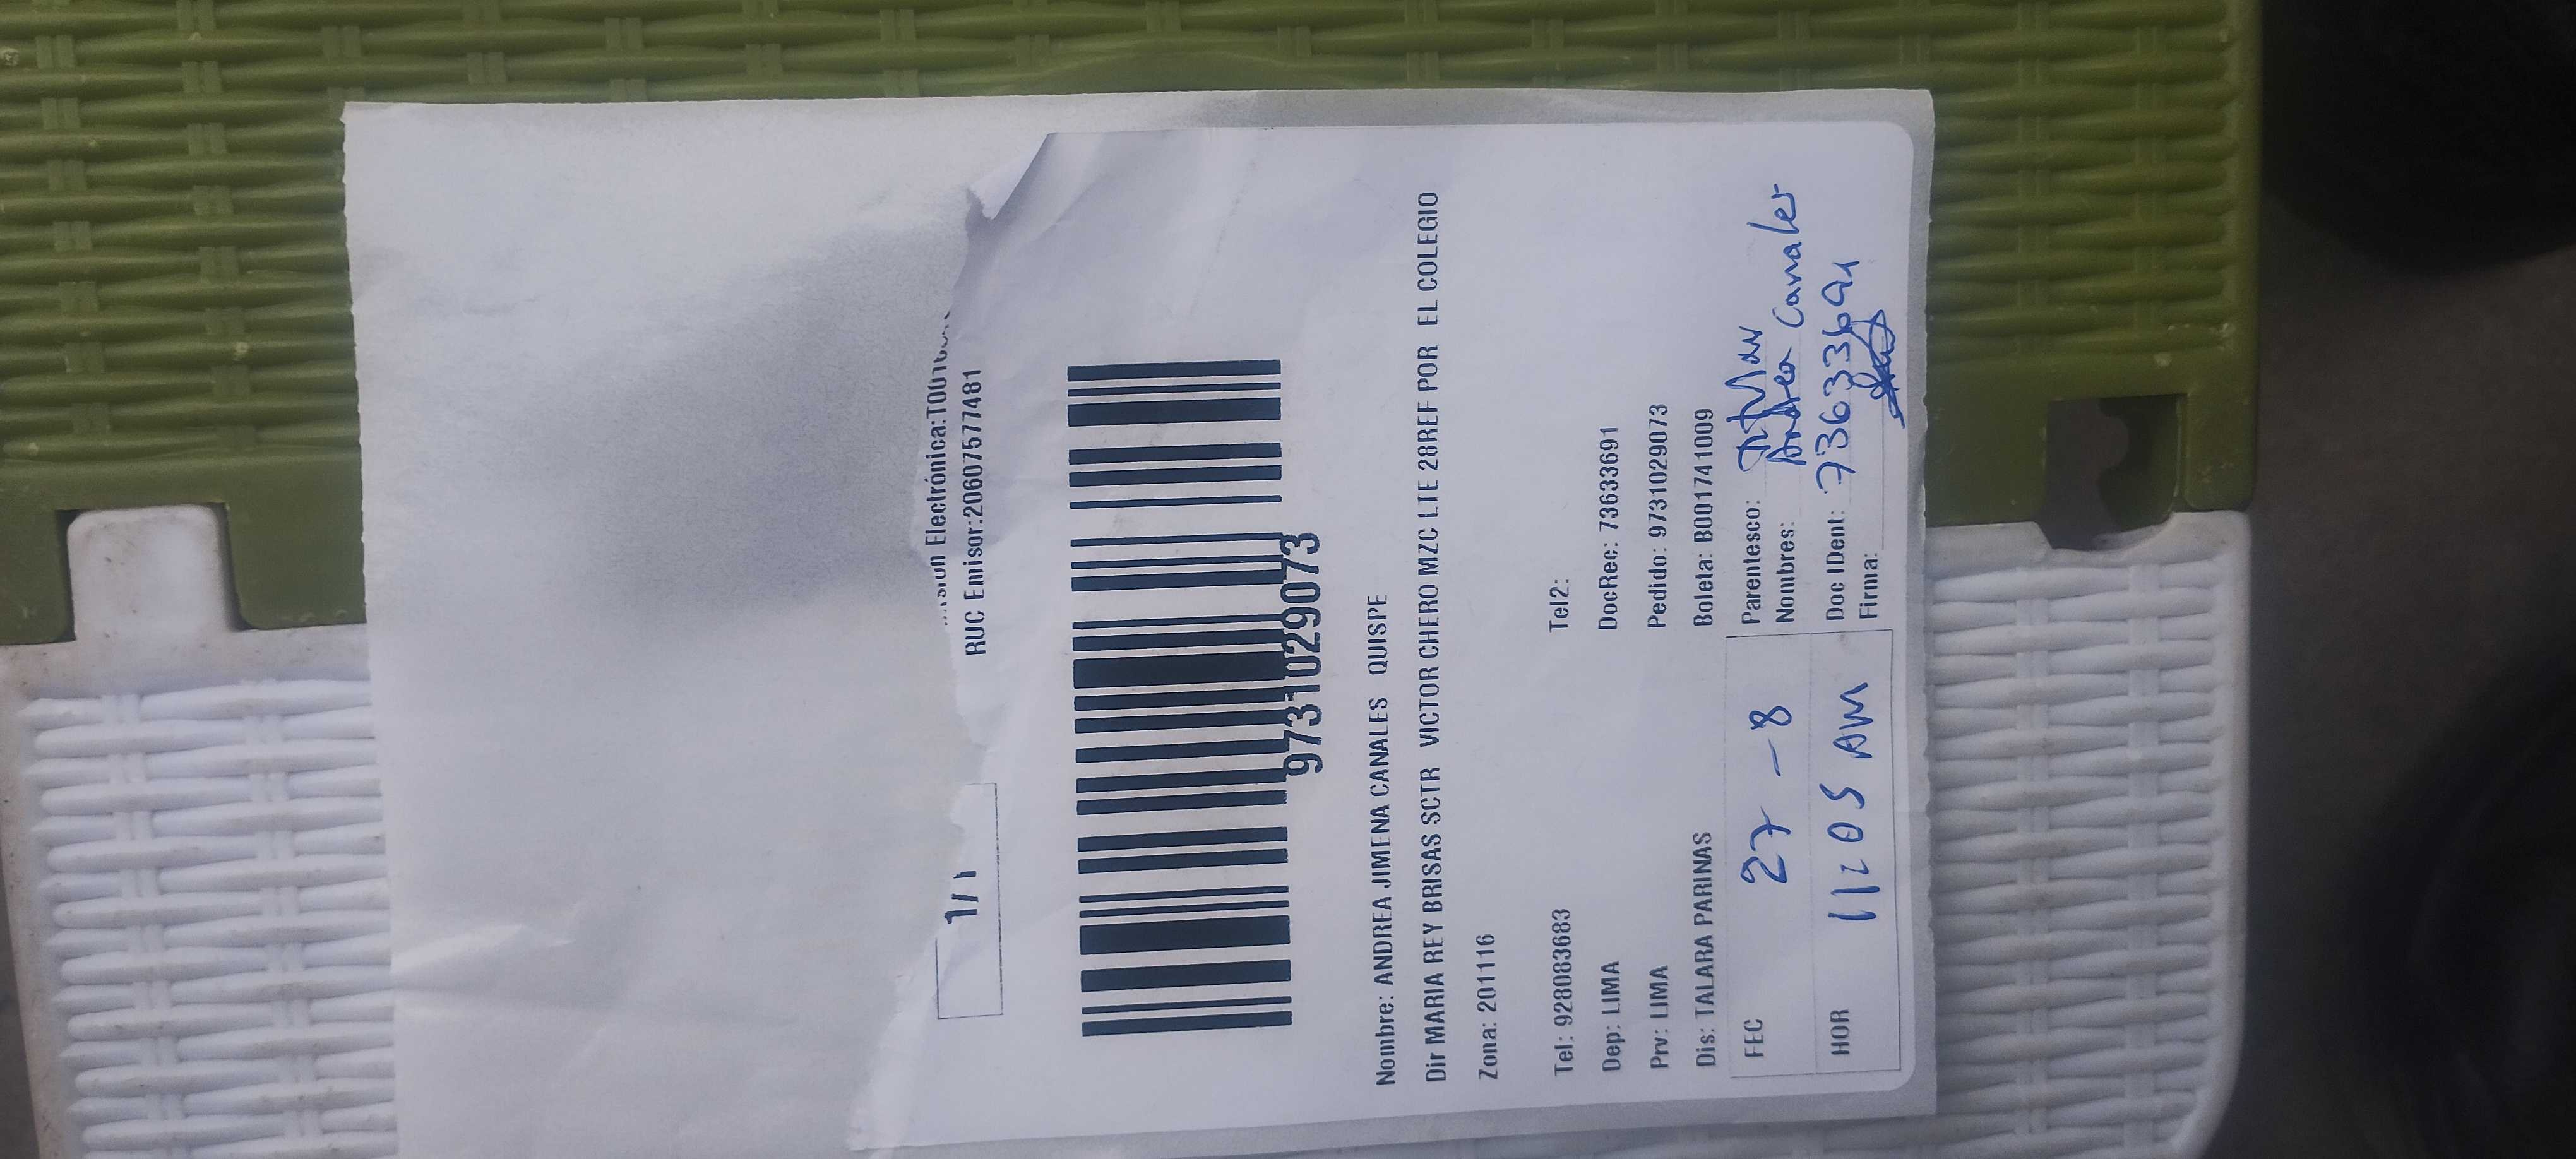 Electrónica:T001
RUC Emisor:20607577481
1/1
9731029073
Nombre: ANDREA JIMENA CANALES QUISPE
Dir MARIA REY BRISAS SCTR VICTOR CHERO MZC LTE 28REF POR EL COLEGIO
Zona: 201116
Tel: 928083683 Tel2:
Dep: LIMA DocRec: 73633691
Prv: LIMA Pedido: 9731029073
Dis: TALARA PARINAS Boleta: B001741009
FEC 27-8 Parentesco: Titular
Nombres: Andrea Canales
HOR 11:05 AM Doc IDent: 73633691
Firma: